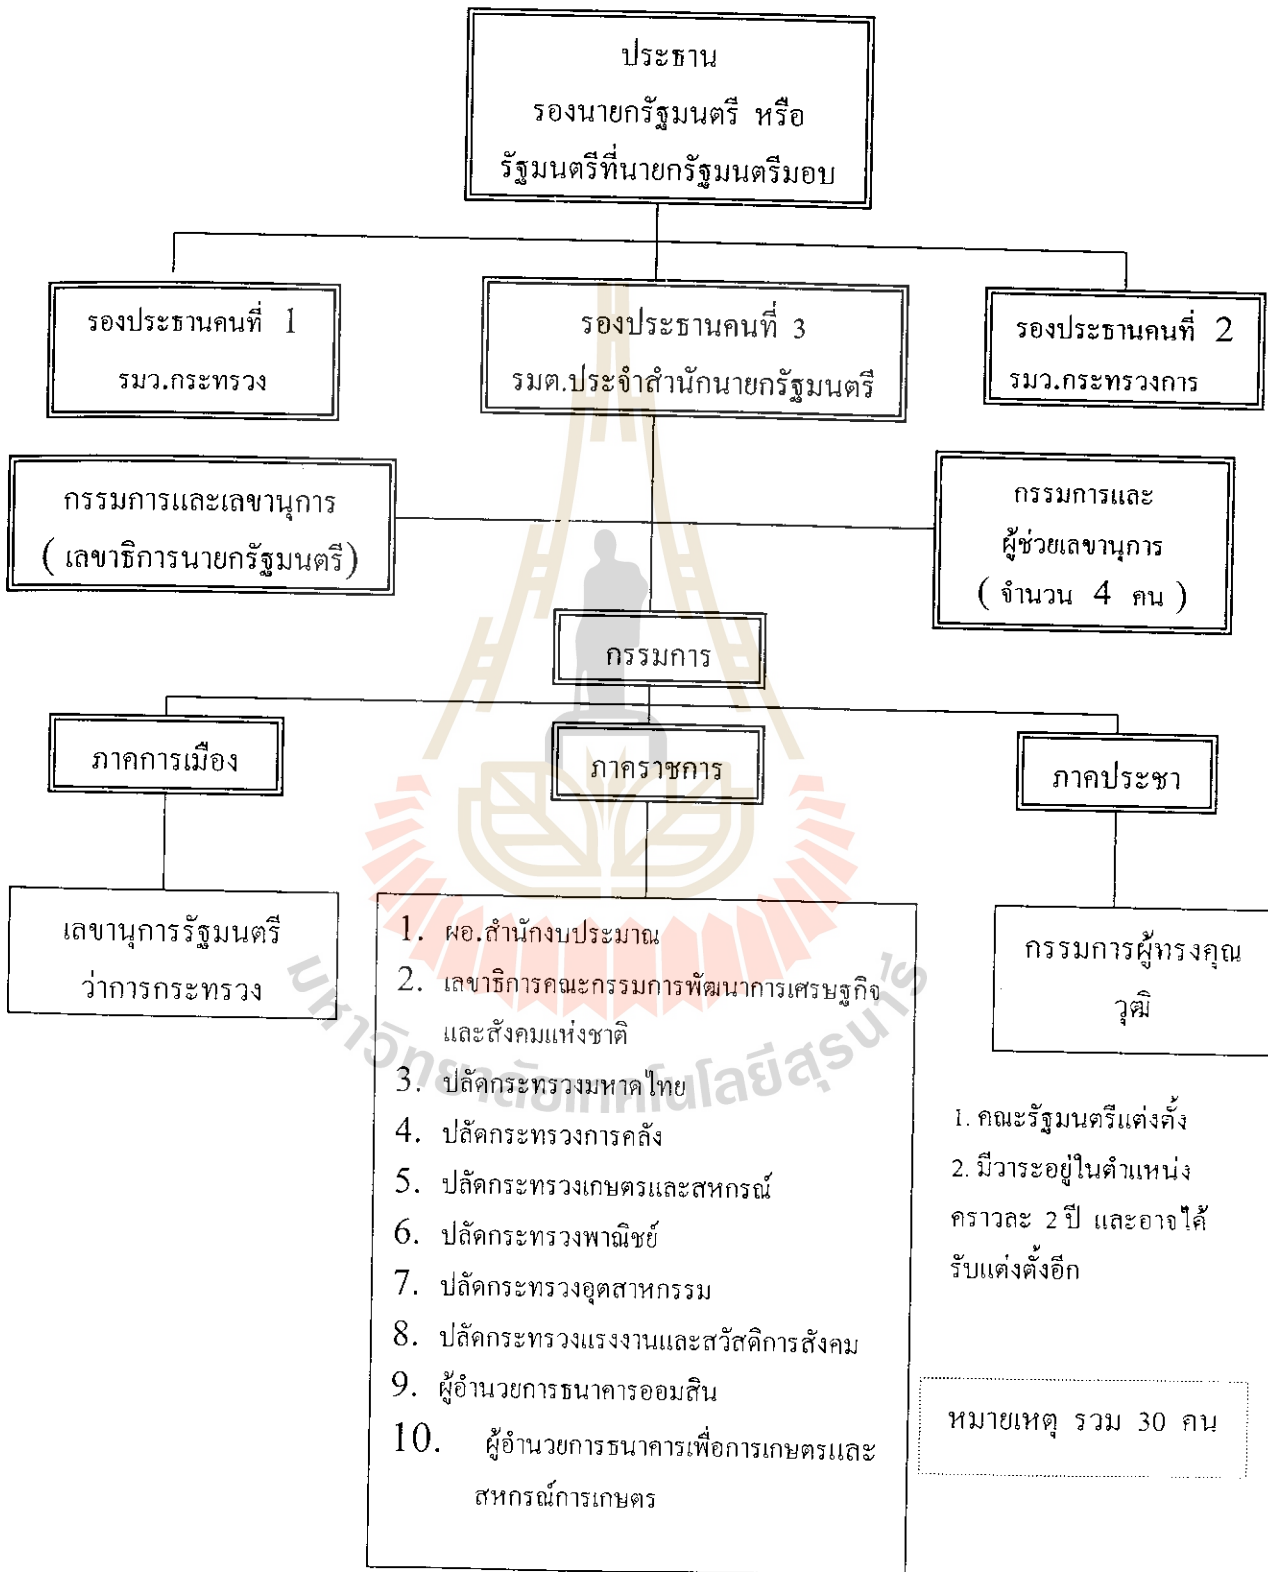 ประธาน
รองนายกรัฐมนตรี หรือ
รัฐมนตรีที่นายกรัฐมนตรีมอบ
รองประธานคนที่ 1
รมว.กระทรวง
รองประธานคนที่ 3
รมต.ประจำสำนักนายกรัฐมนตรี
รองประธานคนที่ 2
รมว.กระทรวงการ
กรรมการและเลขานุการ
( เลขาธิการนายกรัฐมนตรี)
กรรมการและ
ผู้ช่วยเลขานุการ
( จำนวน 4 คน )
กรรมการ
ภาคการเมือง
ภาคราชการ
ภาคประชา
เลขานุการรัฐมนตรี
ว่าการกระทรวง
1. ผอ.สำนักงบประมาณ
2. เลขาธิการคณะกรรมการพัฒนาการเศรษฐกิจ
และสังคมแห่งชาติ
3. ปลัดกระทรวงมหาดไทย
4. ปลัดกระทรวงการคลัง
5. ปลัดกระทรวงเกษตรและสหกรณ์
6. ปลัดกระทรวงพาณิชย์
7. ปลัดกระทรวงอุตสาหกรรม
8. ปลัดกระทรวงแรงงานและสวัสดิการสังคม
9. ผู้อำนวยการธนาคารออมสิน
10. ผู้อำนวยการธนาคารเพื่อการเกษตรและ
สหกรณ์การเกษตร
กรรมการผู้ทรงคุณ
วุฒิ
1. คณะรัฐมนตรีแต่งตั้ง
2. มีวาระอยู่ในตำแหน่ง
คราวละ 2 ปี และอาจได้
รับแต่งตั้งอีก
หมายเหตุ รวม 30 คน
มหาวิทยาลัยเทคโนโลยีสุรนารี